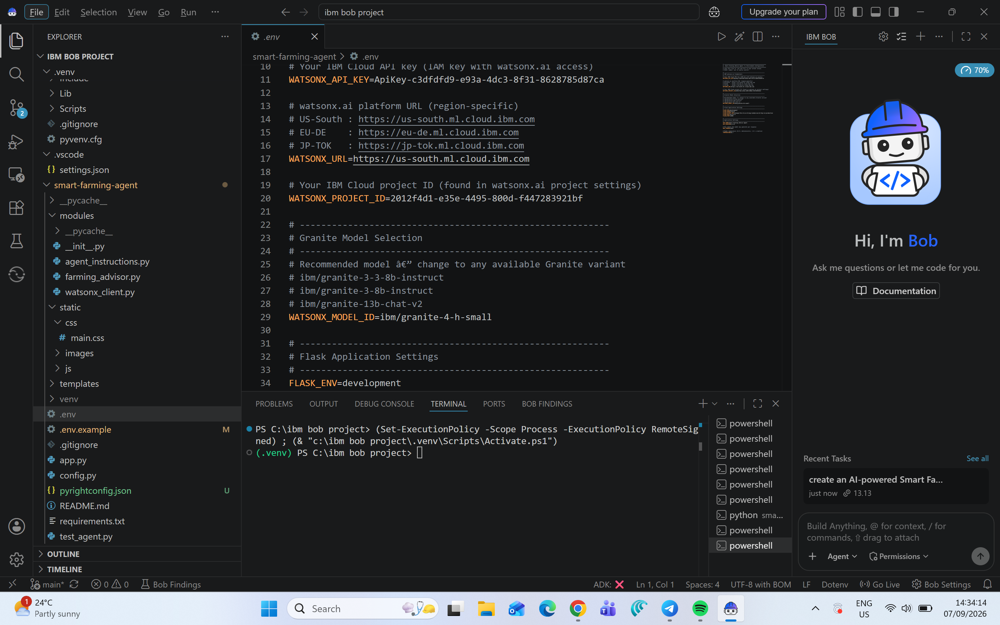 File Edit Selection View Go Run ...
ibm bob project
Upgrade your plan
EXPLORER
IBM BOB PROJECT
.venv
Include
Lib
Scripts
.gitignore
pyvenv.cfg
.vscode
{} settings.json
smart-farming-agent
__pycache__
modules
__pycache__
__init__.py
agent_instructions.py
farming_advisor.py
watsonx_client.py
static
css
# main.css
images
js
templates
venv
.env
.env.example M
.gitignore
app.py
config.py
{} pyrightconfig.json U
README.md
requirements.txt
test_agent.py
OUTLINE
TIMELINE
2
.env
smart-farming-agent > .env
10 # Your IBM Cloud API key (IAM key with watsonx.ai access)
11 WATSONX_API_KEY=ApiKey-c3dfdfd9-e93a-4dc3-8f31-8628785d87ca
12
13 # watsonx.ai platform URL (region-specific)
14 # US-South : https://us-south.ml.cloud.ibm.com
15 # EU-DE    : https://eu-de.ml.cloud.ibm.com
16 # JP-TOK   : https://jp-tok.ml.cloud.ibm.com
17 WATSONX_URL=https://us-south.ml.cloud.ibm.com
18
19 # Your IBM Cloud project ID (found in watsonx.ai project settings)
20 WATSONX_PROJECT_ID=2012f4d1-e35e-4495-800d-f447283921bf
21
22 # ----------------------------------------------------------
23 # Granite Model Selection
24 # ----------------------------------------------------------
25 # Recommended model â€” change to any available Granite variant
26 # ibm/granite-3-3-8b-instruct
27 # ibm/granite-3-8b-instruct
28 # ibm/granite-13b-chat-v2
29 WATSONX_MODEL_ID=ibm/granite-4-h-small
30
31 # ----------------------------------------------------------
32 # Flask Application Settings
33 # ----------------------------------------------------------
34 FLASK_ENV=development
PROBLEMS OUTPUT DEBUG CONSOLE TERMINAL PORTS BOB FINDINGS
PS C:\ibm bob project> (Set-ExecutionPolicy -Scope Process -ExecutionPolicy RemoteSig
ned) ; (& "c:\ibm bob project\.venv\Scripts\Activate.ps1")
(.venv) PS C:\ibm bob project>
powershell
powershell
powershell
powershell
powershell
powershell
python sma...
powershell
powershell
IBM BOB
70%
</>
Hi, I'm Bob
Ask me questions or let me code for you.
Documentation
Recent Tasks See all
create an AI-powered Smart Fa...
just now 13.13
Build Anything, @ for context, / for
commands, ⇧ drag to attach
Agent Permissions
main* 0 0 Bob Findings
ADK: ❌ Ln 1, Col 1 Spaces: 4 UTF-8 with BOM LF Dotenv Go Live Bob Settings
1
24°C
Partly sunny
Search
ENG
US
14:34:14
07/09/2026